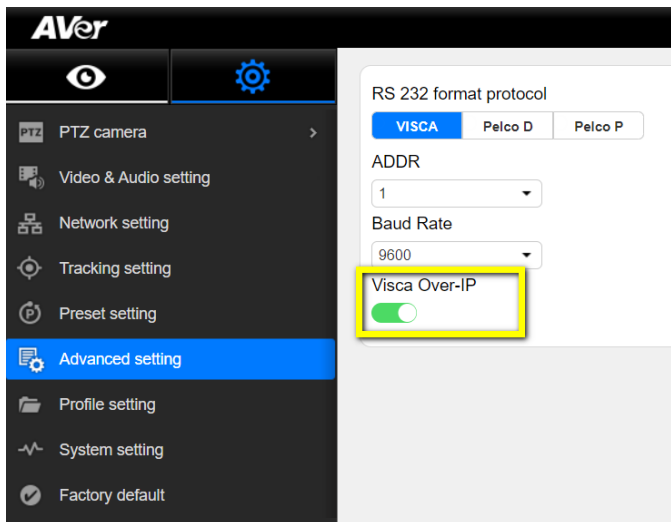 AVer
PTZ PTZ camera
Video & Audio setting
Network setting
Tracking setting
P Preset setting
Advanced setting
Profile setting
System setting
Factory default
RS 232 format protocol
VISCA Pelco D Pelco P
ADDR
1
Baud Rate
9600
Visca Over-IP